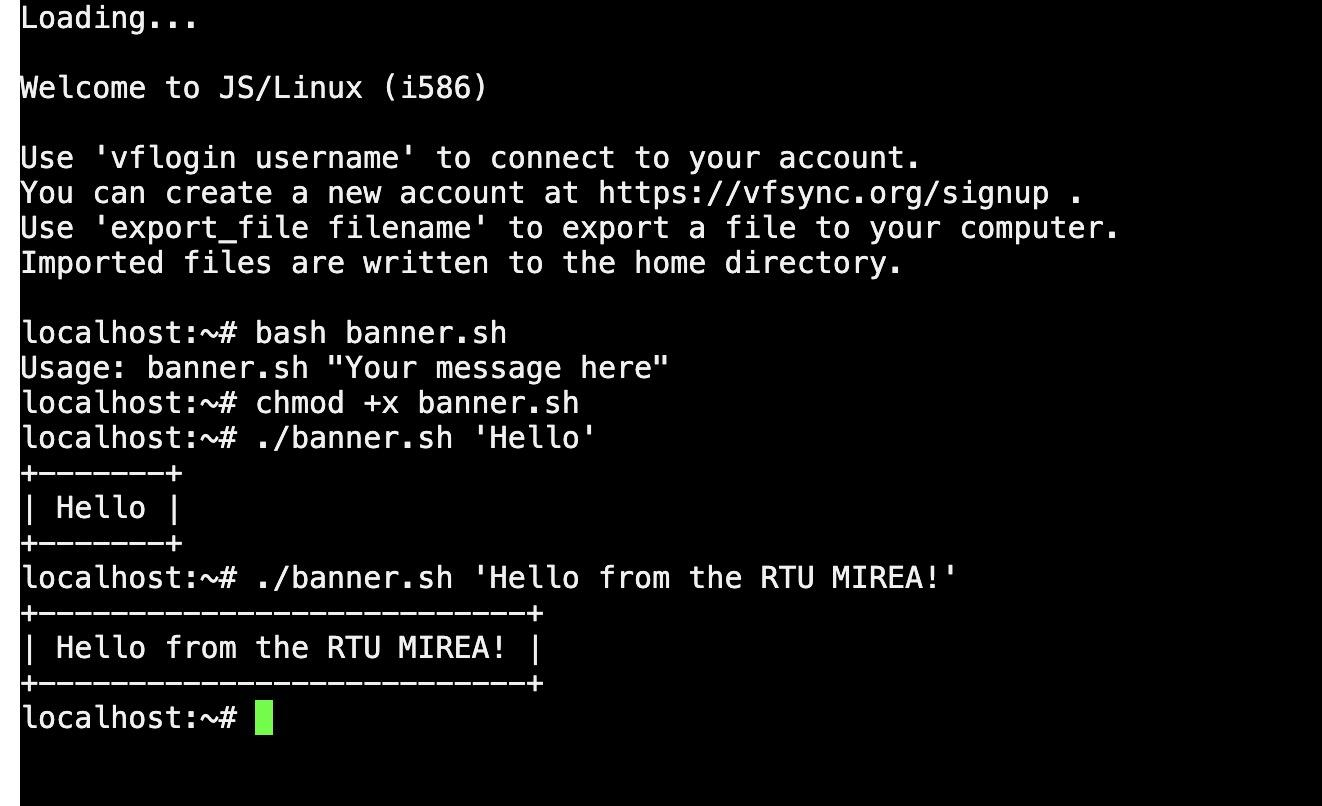 Loading...
Welcome to JS/Linux (i586)
Use 'vflogin username' to connect to your account.
You can create a new account at https://vfsync.org/signup .
Use 'export_file filename' to export a file to your computer.
Imported files are written to the home directory.
localhost:~# bash banner.sh
Usage: banner.sh "Your message here"
localhost:~# chmod +x banner.sh
localhost:~# ./banner.sh 'Hello'
+-------+
| Hello |
+-------+
localhost:~# ./banner.sh 'Hello from the RTU MIREA!'
+---------------------------+
| Hello from the RTU MIREA! |
+---------------------------+
localhost:~#